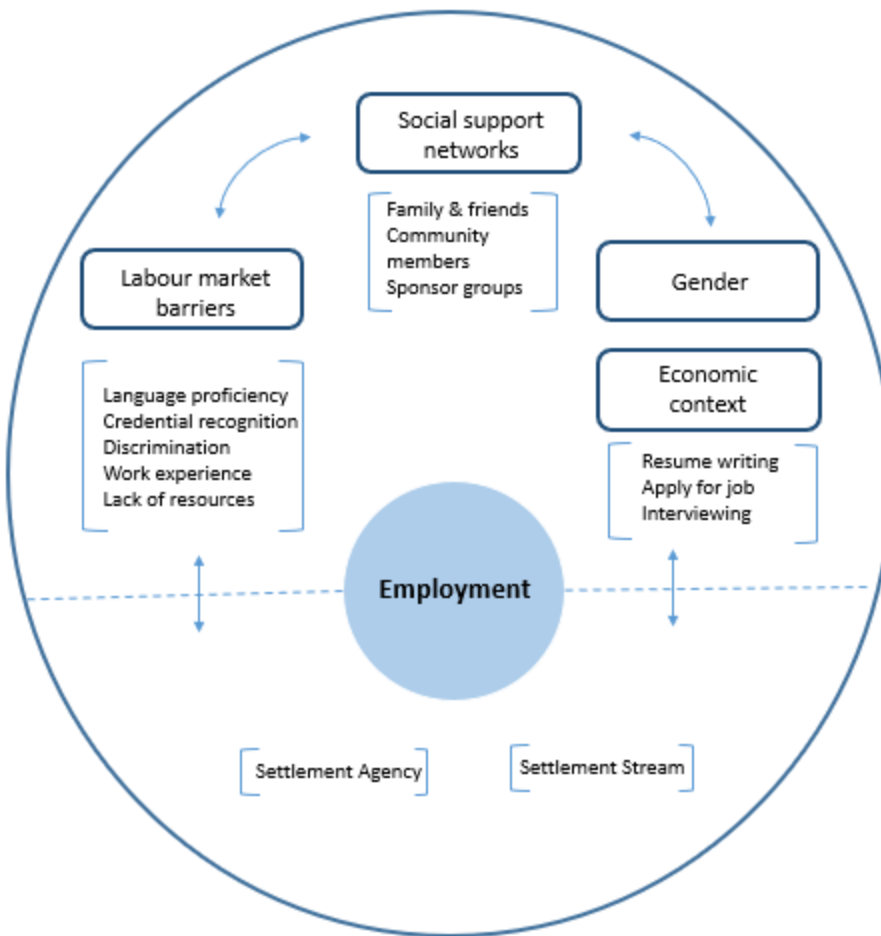 Social support
networks
Family & friends
Community
members
Sponsor groups
Labour market
barriers
Language proficiency
Credential recognition
Discrimination
Work experience
Lack of resources
Gender
Economic
context
Resume writing
Apply for job
Interviewing
Employment
Settlement Agency
Settlement Stream